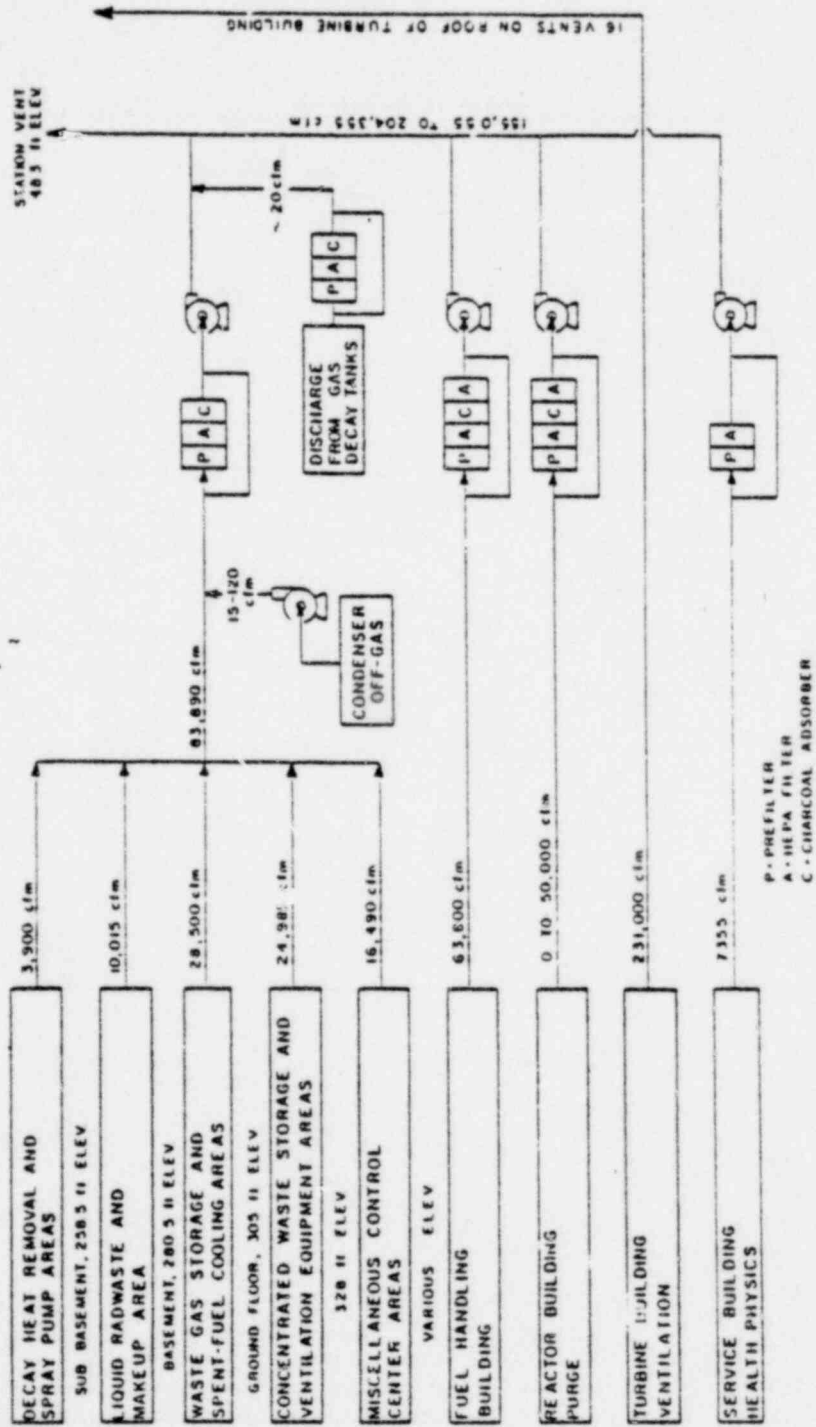 STATION VENT
483 ft ELEV
16 VENTS ON ROOF OF TURBINE BUILDING
155,055 TO 204,355 cfm
DECAY HEAT REMOVAL AND
SPRAY PUMP AREAS
3,900 cfm
SUB BASEMENT, 258.5 ft ELEV
LIQUID RADWASTE AND
MAKEUP AREA
10,015 cfm
BASEMENT, 280.5 ft ELEV
WASTE GAS STORAGE AND
SPENT-FUEL COOLING AREAS
28,500 cfm
GROUND FLOOR, 305 ft ELEV
CONCENTRATED WASTE STORAGE AND
VENTILATION EQUIPMENT AREAS
328 ft ELEV
MISCELLANEOUS CONTROL
CENTER AREAS
16,490 cfm
VARIOUS ELEV
83,890 cfm
15-120
cfm
CONDENSER
OFF-GAS
P A C
DISCHARGE
FROM GAS
DECAY TANKS
P A C
~20 cfm
FUEL HANDLING
BUILDING
63,800 cfm
P A C A
REACTOR BUILDING
PURGE
0 TO 50,000 cfm
P A C A
TURBINE BUILDING
VENTILATION
231,000 cfm
SERVICE BUILDING
HEALTH PHYSICS
7355 cfm
P A
P - PREFILTER
A - HEPA FILTER
C - CHARCOAL ADSORBER